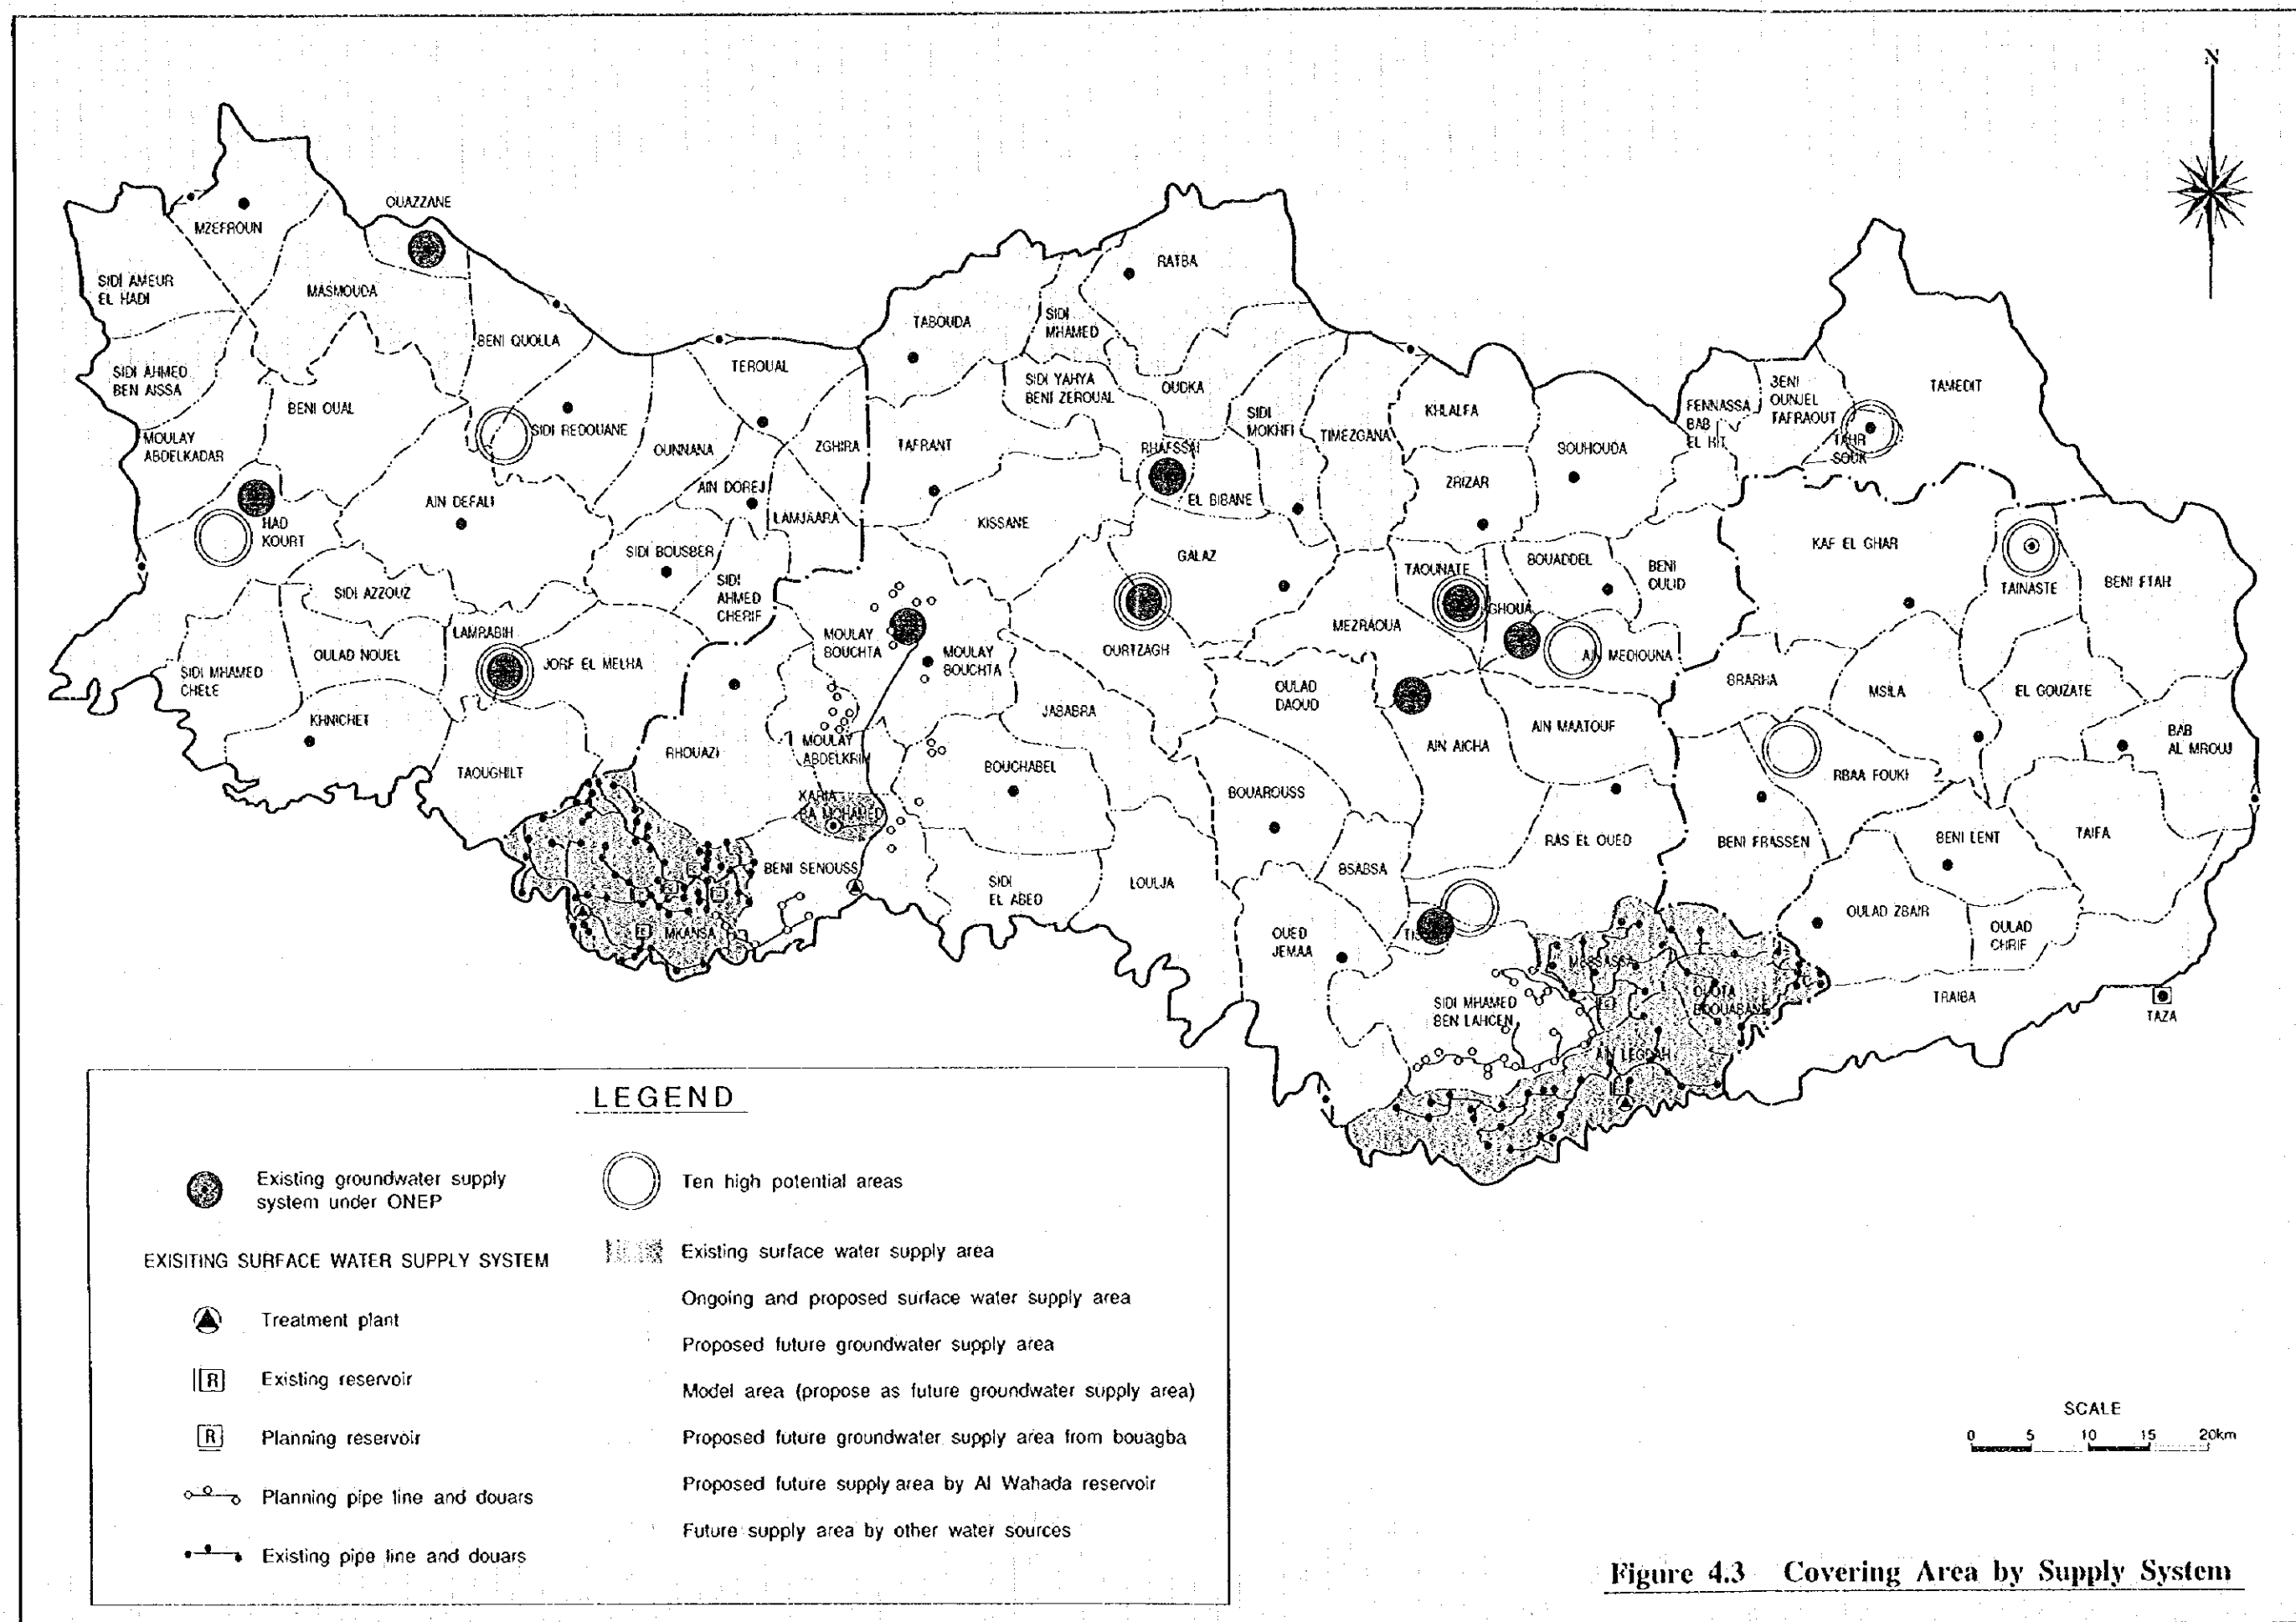 N
OUAZZANE
MZEFROUN
SIDI AMEUR
EL HADI
MASMOUDA
BENI QUOLLA
SIDI AHMED
BEN AISSA
BENI OUAL
MOULAY
ABDELKADAR
SIDI REDOUANE
TEROUAL
OUNNANA
ZGHIRA
AIN DOREJ
LAMJAARA
AIN DEFALI
HAD
KOURT
SIDI BOUSBER
SIDI
AHMED
CHERIF
SIDI AZZOUZ
LAMRABIH
OULAD NOUEL
JORF EL MELHA
SIDI MHAMED
CHELE
KHNICHET
TAOUGHILT
TABOUDA
SIDI
MHAMED
RATBA
SIDI YAHYA
BENI ZEROUAL
OUDKA
SIDI
MOKHFI
TIMEZGANA
TAFRANT
RHAFSSAI
EL BIBANE
KISSANE
GALAZ
OURTZAGH
MOULAY
BOUCHTA
MOULAY
BOUCHTA
JABABRA
RHOUAZI
MOULAY
ABDELKRIM
BOUCHABEL
KARIA
BA MOHAMED
BENI SENOUSS
SIDI
EL ABED
LOULJA
MKANSA
KHLALFA
ZRIZAR
SOUHOUDA
FENNASSA
BAB
EL HIT
3ENI
OUNJEL
TAFRAOUT
TAMEDIT
TAHR
SOUK
TAOUNATE
BOUADDEL
BENI
OULID
GHOUA
MEZRAOUA
AIN MEDIOUNA
OULAD
DAOUD
AIN AICHA
AIN MAATOUF
BOUAROUSS
BSABSA
RAS EL OUED
OUED
JEMAA
SIDI MHAMED
BEN LAHCEN
MESSASSA
AIN LEGDAH
KAF EL GHAR
TAINASTE
BENI FTAH
BRARHA
MSILA
EL GOUZATE
BAB
AL MROUJ
RBAA FOUKI
BENI FRASSEN
BENI LENT
TAIFA
OULAD ZBAIR
OULAD
CHRIF
TRAIBA
TAZA
LEGEND
Existing groundwater supply
system under ONEP
EXISITING SURFACE WATER SUPPLY SYSTEM
Treatment plant
R Existing reservoir
R Planning reservoir
Planning pipe line and douars
Existing pipe line and douars
Ten high potential areas
Existing surface water supply area
Ongoing and proposed surface water supply area
Proposed future groundwater supply area
Model area (propose as future groundwater supply area)
Proposed future groundwater supply area from bouagba
Proposed future supply area by Al Wahada reservoir
Future supply area by other water sources
SCALE
0 5 10 15 20km
Figure 4.3 Covering Area by Supply System